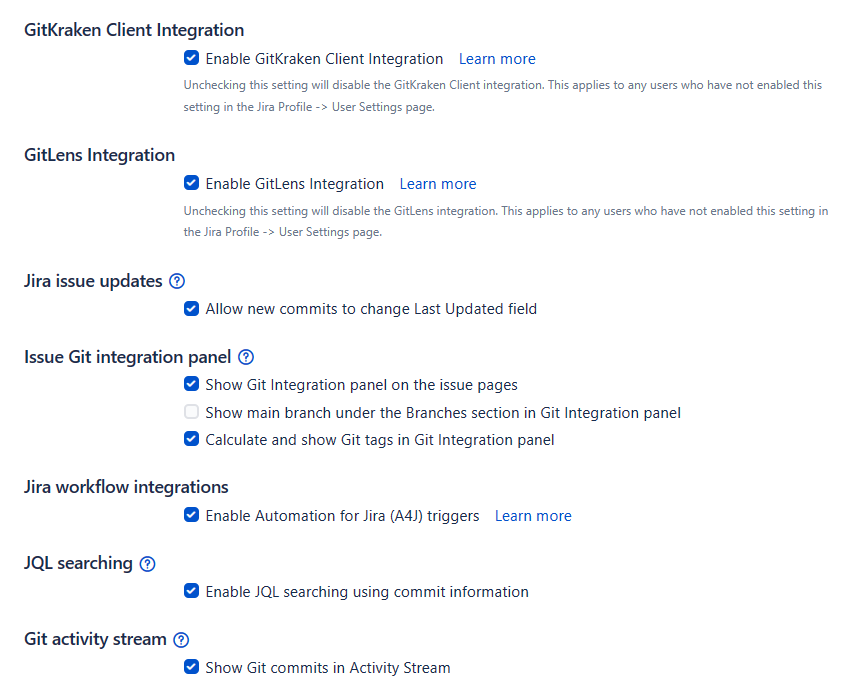 GitKraken Client Integration
Enable GitKraken Client Integration Learn more
Unchecking this setting will disable the GitKraken Client integration. This applies to any users who have not enabled this
setting in the Jira Profile -> User Settings page.
GitLens Integration
Enable GitLens Integration Learn more
Unchecking this setting will disable the GitLens integration. This applies to any users who have not enabled this setting in
the Jira Profile -> User Settings page.
Jira issue updates ?
Allow new commits to change Last Updated field
Issue Git integration panel ?
Show Git Integration panel on the issue pages
Show main branch under the Branches section in Git Integration panel
Calculate and show Git tags in Git Integration panel
Jira workflow integrations
Enable Automation for Jira (A4J) triggers Learn more
JQL searching ?
Enable JQL searching using commit information
Git activity stream ?
Show Git commits in Activity Stream